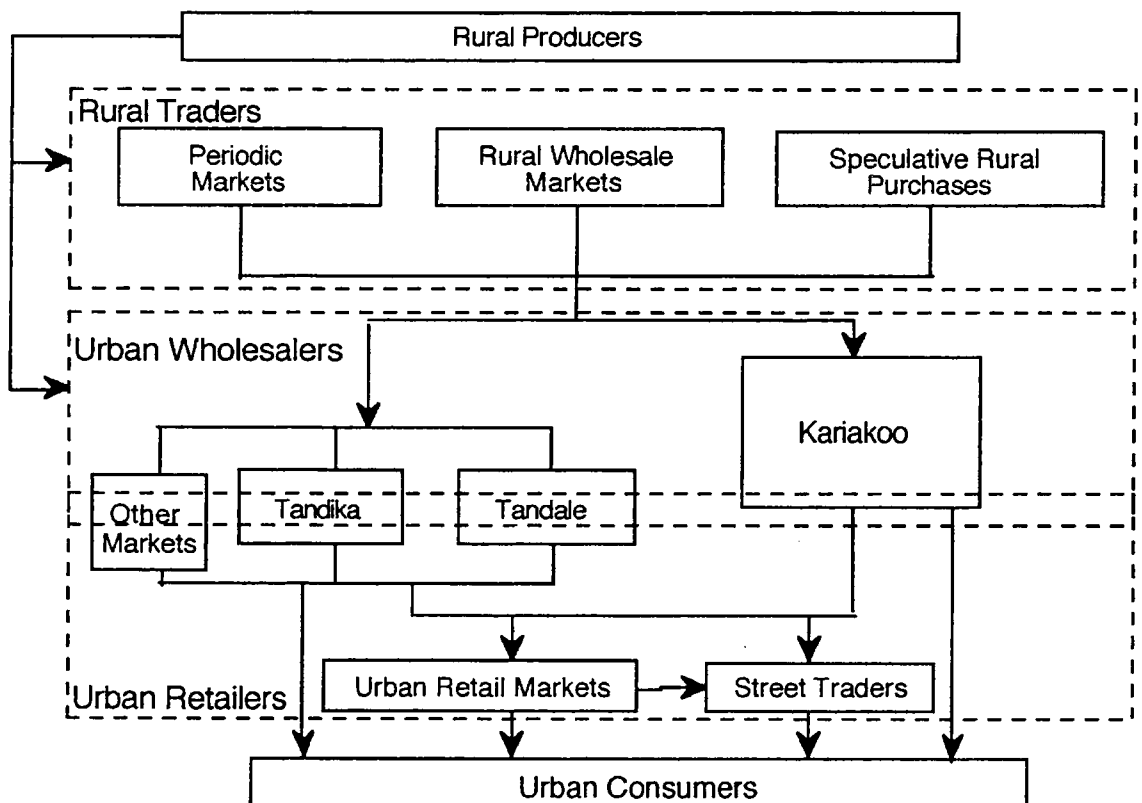 Rural Producers
Rural Traders
Periodic
Markets
Rural Wholesale
Markets
Speculative Rural
Purchases
Urban Wholesalers
Kariakoo
Other
Markets
Tandika
Tandale
Urban Retail Markets
Street Traders
Urban Retailers
Urban Consumers